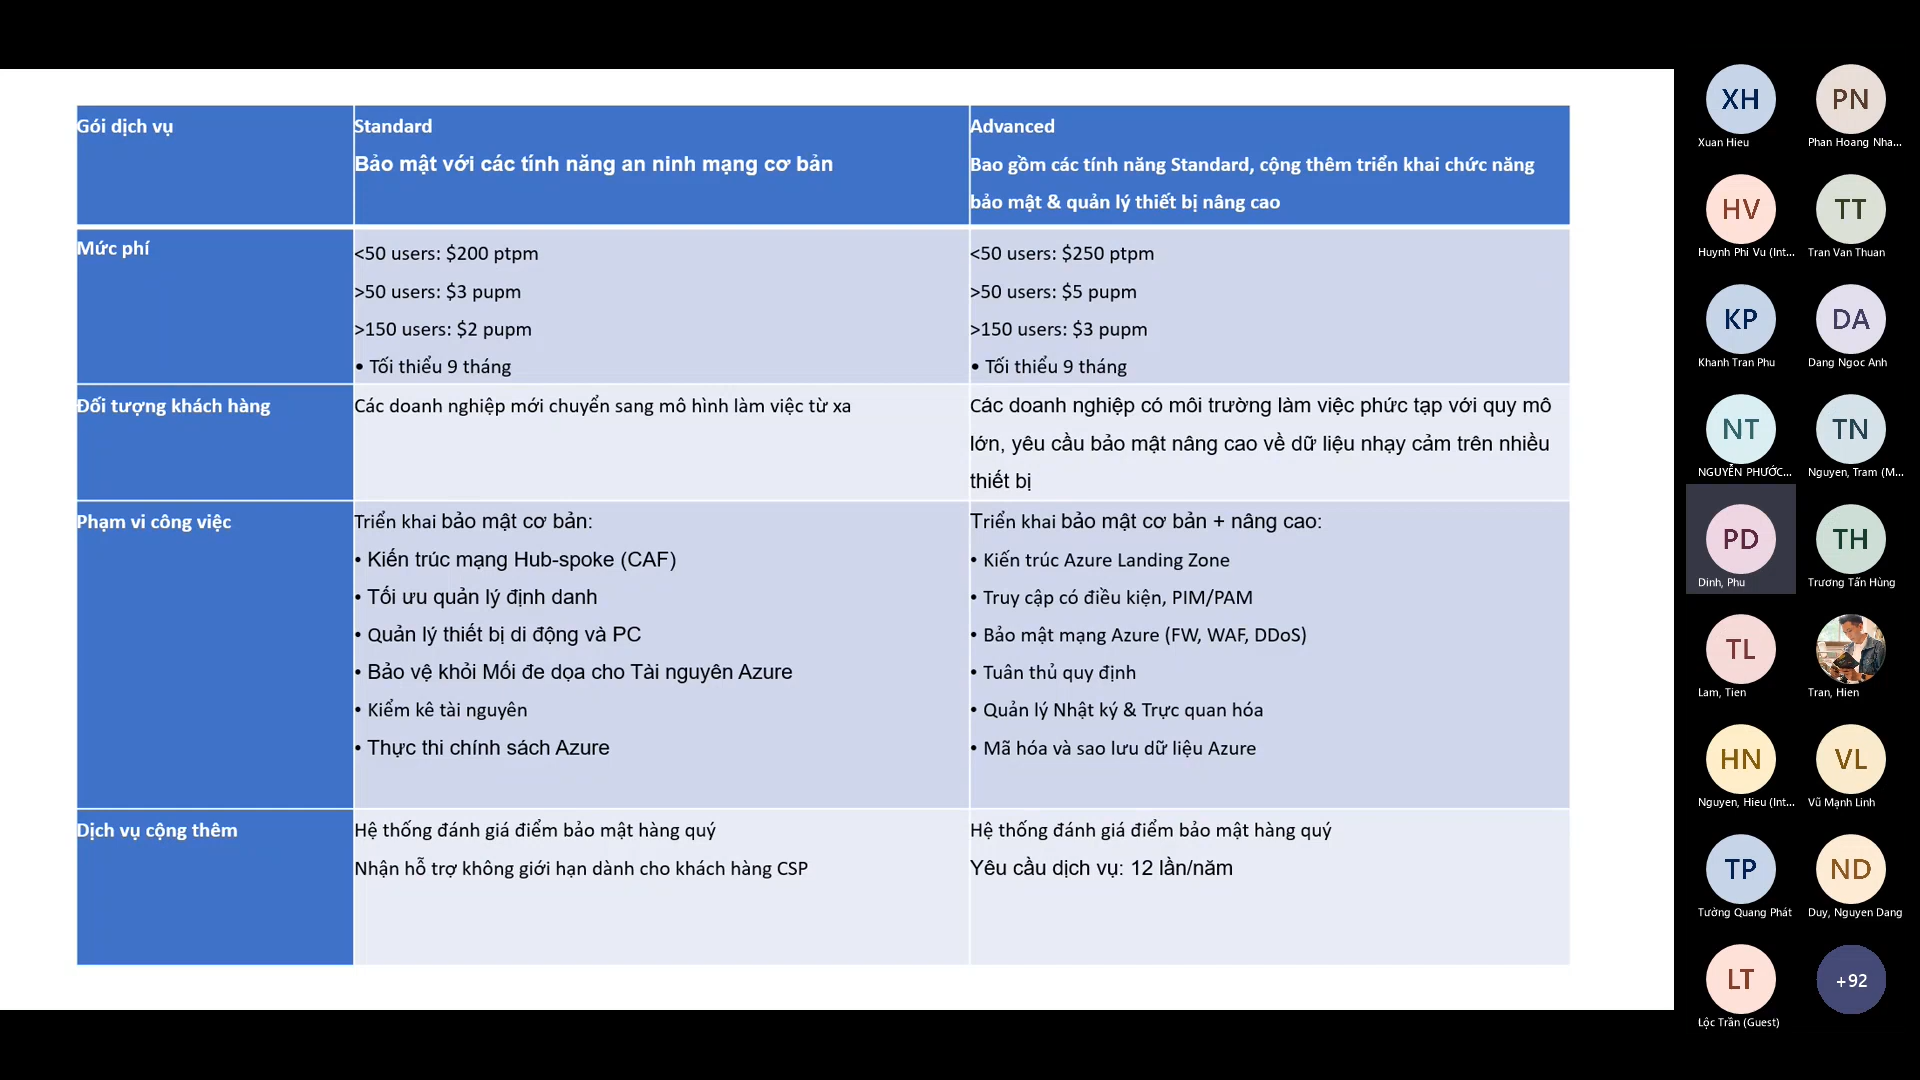 Gói dịch vụ
Standard
Bảo mật với các tính năng an ninh mạng cơ bản
Advanced
Bao gồm các tính năng Standard, cộng thêm triển khai chức năng
bảo mật & quản lý thiết bị nâng cao
Mức phí
<50 users: $200 ptpm
>50 users: $3 pupm
>150 users: $2 pupm
• Tối thiểu 9 tháng
<50 users: $250 ptpm
>50 users: $5 pupm
>150 users: $3 pupm
• Tối thiểu 9 tháng
Đối tượng khách hàng
Các doanh nghiệp mới chuyển sang mô hình làm việc từ xa
Các doanh nghiệp có môi trường làm việc phức tạp với quy mô
lớn, yêu cầu bảo mật nâng cao về dữ liệu nhạy cảm trên nhiều
thiết bị
Phạm vi công việc
Triển khai bảo mật cơ bản:
• Kiến trúc mạng Hub-spoke (CAF)
• Tối ưu quản lý định danh
• Quản lý thiết bị di động và PC
• Bảo vệ khỏi Mối đe dọa cho Tài nguyên Azure
• Kiểm kê tài nguyên
• Thực thi chính sách Azure
Triển khai bảo mật cơ bản + nâng cao:
• Kiến trúc Azure Landing Zone
• Truy cập có điều kiện, PIM/PAM
• Bảo mật mạng Azure (FW, WAF, DDoS)
• Tuân thủ quy định
• Quản lý Nhật ký & Trực quan hóa
• Mã hóa và sao lưu dữ liệu Azure
Dịch vụ cộng thêm
Hệ thống đánh giá điểm bảo mật hàng quý
Nhận hỗ trợ không giới hạn dành cho khách hàng CSP
Hệ thống đánh giá điểm bảo mật hàng quý
Yêu cầu dịch vụ: 12 lần/năm
XH
PN
Xuan Hieu
Phan Hoang Nha...
HV
TT
Huynh Phi Vu (Int...
Tran Van Thuan
KP
DA
Khanh Tran Phu
Dang Ngoc Anh
NT
TN
NGUYỄN PHƯỚC...
Nguyen, Tram (M...
PD
TH
Dinh, Phu
Trương Tấn Hùng
TL
Lam, Tien
Tran, Hien
HN
VL
Nguyen, Hieu (Int...
Vũ Mạnh Linh
TP
ND
Tường Quang Phát
Duy, Nguyen Dang
LT
+92
Lộc Trần (Guest)